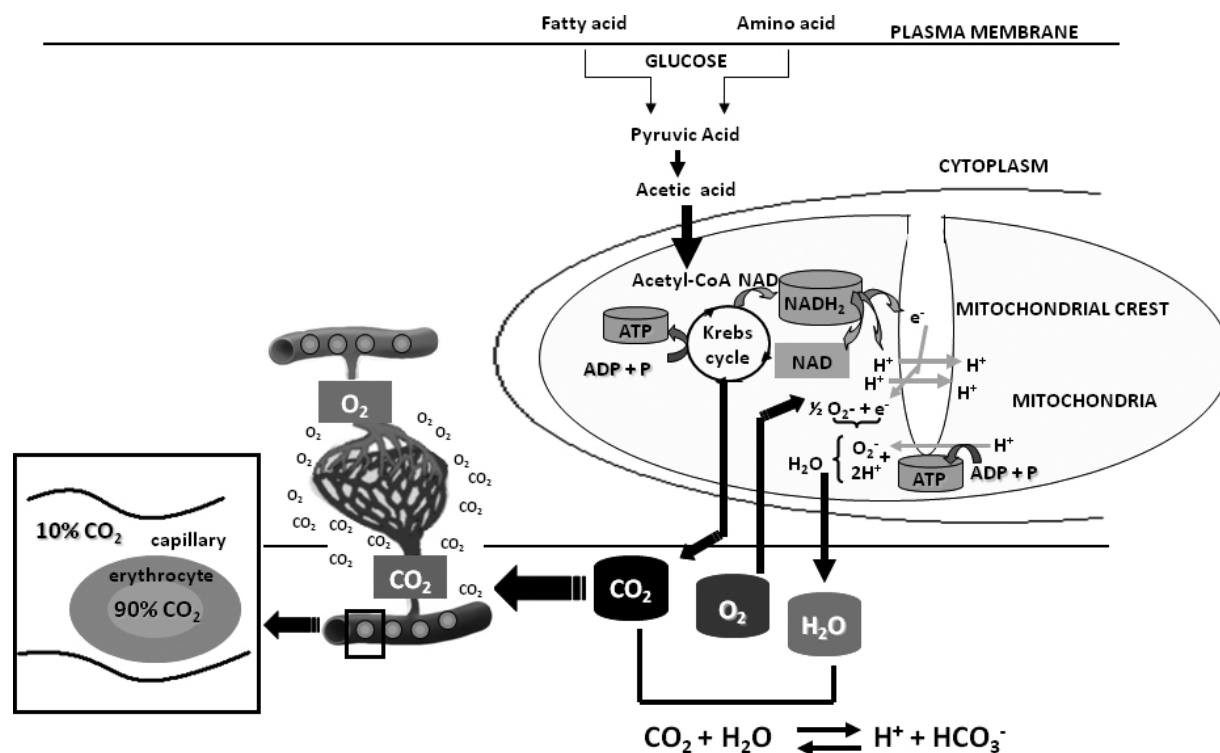 Fatty acid
Amino acid
PLASMA MEMBRANE
GLUCOSE
Pyruvic Acid
CYTOPLASM
Acetic acid
Acetyl-CoA NAD
NADH₂
ATP
Krebs
cycle
e⁻
MITOCHONDRIAL CREST
ADP + P
NAD
H⁺
H⁺
H⁺
H⁺
MITOCHONDRIA
½ O₂- + e⁻
H₂O
O₂⁻
+
2H⁺
H⁺
ATP
ADP + P
O₂
O₂
O₂
O₂
O₂
O₂
O₂
O₂
O₂
CO₂
CO₂
CO₂
CO₂
CO₂
CO₂
CO₂
CO₂
CO₂
CO₂
CO₂
CO₂
10% CO₂
capillary
erythrocyte
90% CO₂
CO₂
O₂
H₂O
CO₂ + H₂O
H⁺ + HCO₃⁻